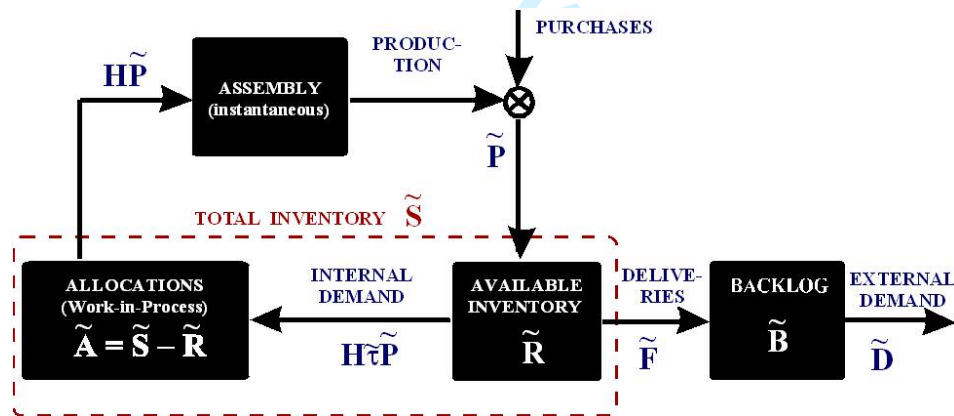 PURCHASES
PRODUC-
TION
HP̃
ASSEMBLY
(instantaneous)
P̃
TOTAL INVENTORY S̃
ALLOCATIONS
(Work-in-Process)
Ã = S̃ – R̃
INTERNAL
DEMAND
Hτ̃P̃
AVAILABLE
INVENTORY
R̃
DELIVE-
RIES
F̃
BACKLOG
B̃
EXTERNAL
DEMAND
D̃